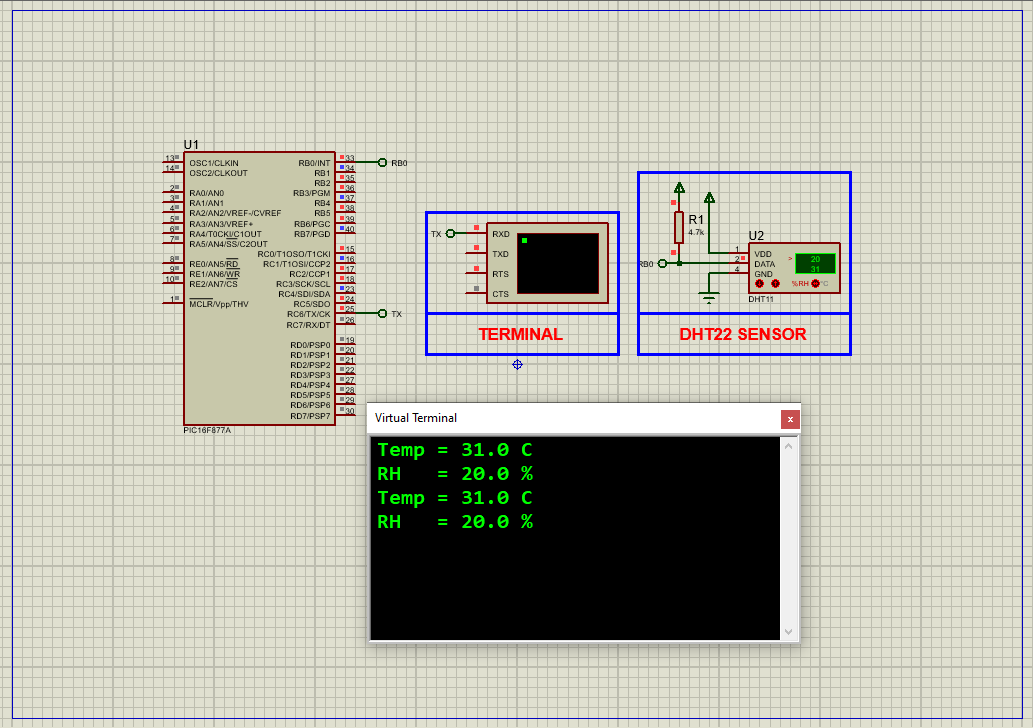 U1
13 OSC1/CLKIN RB0/INT 33 RB0
14 OSC2/CLKOUT RB1 34
RB2 35
2 RA0/AN0 RB3/PGM 36
3 RA1/AN1 RB4 37
4 RA2/AN2/VREF-/CVREF RB5 38
5 RA3/AN3/VREF+ RB6/PGC 39
6 RA4/T0CKI/C1OUT RB7/PGD 40
7 RA5/AN4/SS/C2OUT
RC0/T1OSO/T1CKI 15
8 RE0/AN5/RD RC1/T1OSI/CCP2 16
9 RE1/AN6/WR RC2/CCP1 17
10 RE2/AN7/CS RC3/SCK/SCL 18
RC4/SDI/SDA 23
1 MCLR/Vpp/THV RC5/SDO 24
RC6/TX/CK 25 TX
RC7/RX/DT 26
RD0/PSP0 19
RD1/PSP1 20
RD2/PSP2 21
RD3/PSP3 22
RD4/PSP4 27
RD5/PSP5 28
RD6/PSP6 29
RD7/PSP7 30
PIC16F877A
TX RXD
TXD
RTS
CTS
TERMINAL
R1
4.7k
U2
1 VDD
RB0 2 DATA
4 GND
>
20
31
%RH °C
DHT11
DHT22 SENSOR
Virtual Terminal
x
Temp = 31.0 C
RH = 20.0 %
Temp = 31.0 C
RH = 20.0 %